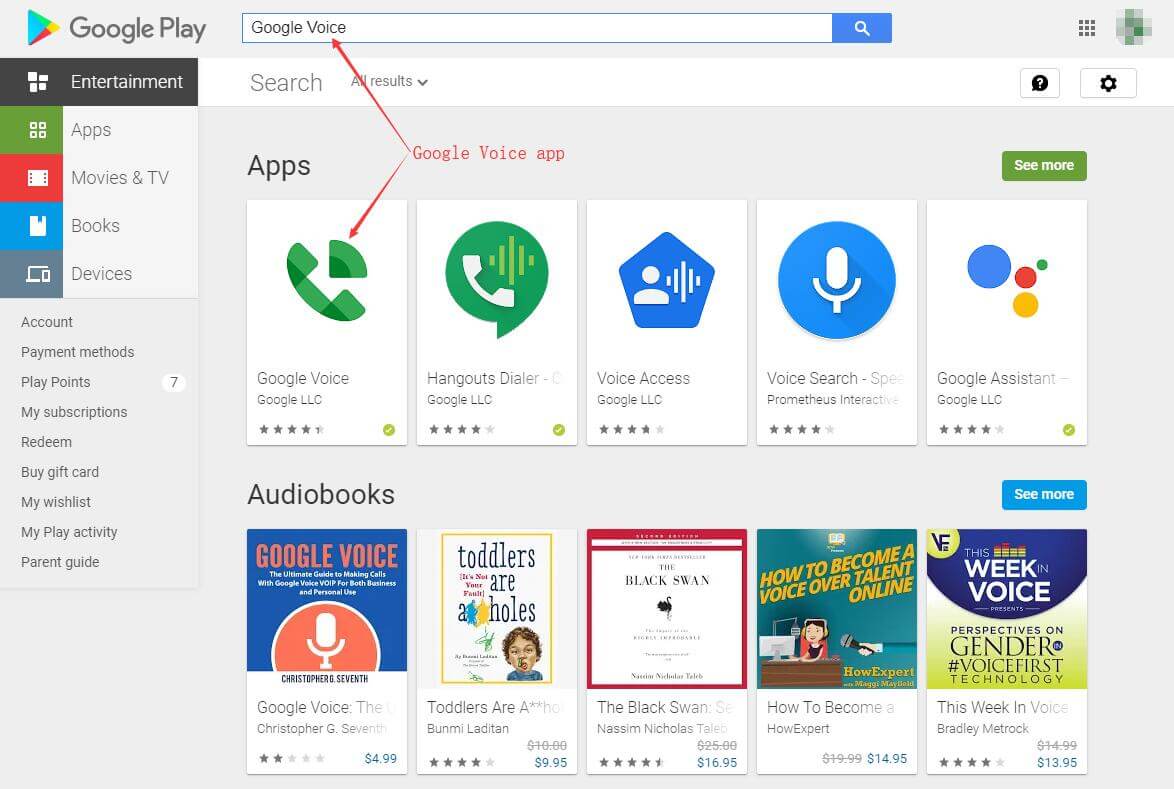 Google Play
Google Voice
Entertainment
Apps
Movies & TV
Books
Devices
Account
Payment methods
Play Points 7
My subscriptions
Redeem
Buy gift card
My wishlist
My Play activity
Parent guide
Search All results
Google Voice app
Apps
See more
Google Voice
Google LLC
Hangouts Dialer - C
Google LLC
Voice Access
Google LLC
Voice Search - Spee
Prometheus Interactive
Google Assistant –
Google LLC
Audiobooks
See more
GOOGLE VOICE
The Ultimate Guide to Making Calls
With Google Voice VOIP For Both Business
and Personal Use
CHRISTOPHER G. SEVENTH
Google Voice: The U
Christopher G. Seventh
$4.99
toddlers
[It's Not
Your
Fault]
are
a**holes
By Bunmi Laditan
Toddlers Are A**hol
Bunmi Laditan
$10.00
$9.95
SECOND EDITION
THE NEW YORK TIMES BESTSELLER
THE
BLACK SWAN
The Impact of the
HIGHLY IMPROBABLE
Nassim Nicholas Taleb
The Black Swan: Se
Nassim Nicholas Taleb
$25.00
$16.95
HOW TO BECOME A
VOICE OVER TALENT
ONLINE
HowExpert
with Maggi Mayfield
How To Become a
HowExpert
$19.99 $14.95
VF
THIS
WEEK IN
VOICE
PRESENTS
PERSPECTIVES ON
GENDER IN
#VOICEFIRST
TECHNOLOGY
This Week In Voice
Bradley Metrock
$14.99
$13.95